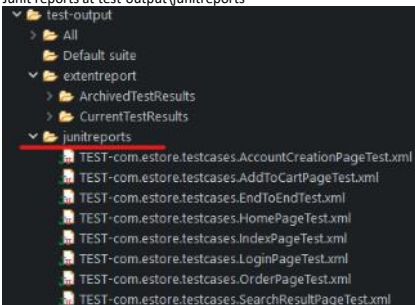 Junit reports at test-output\junitreports
test-output
All
Default suite
extentreport
ArchivedTestResults
CurrentTestResults
junitreports
TEST-com.estore.testcases.AccountCreationPageTest.xml
TEST-com.estore.testcases.AddToCartPageTest.xml
TEST-com.estore.testcases.EndToEndTest.xml
TEST-com.estore.testcases.HomePageTest.xml
TEST-com.estore.testcases.IndexPageTest.xml
TEST-com.estore.testcases.LoginPageTest.xml
TEST-com.estore.testcases.OrderPageTest.xml
TEST-com.estore.testcases.SearchResultPageTest.xml